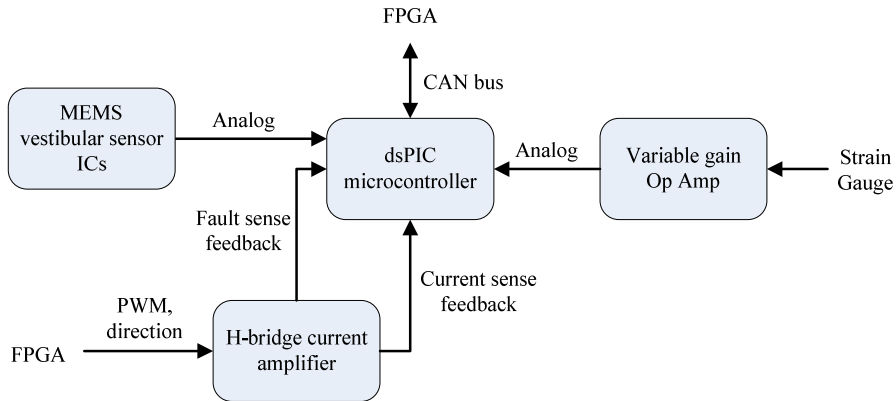 FPGA
CAN bus
MEMS
vestibular sensor
ICs
Analog
dsPIC
microcontroller
Analog
Variable gain
Op Amp
Strain
Gauge
Fault sense
feedback
Current sense
feedback
PWM,
direction
FPGA
H-bridge current
amplifier